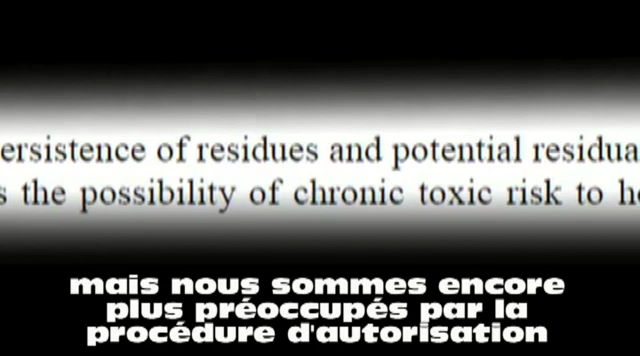 ersistence of residues and potential residua
s the possibility of chronic toxic risk to h
mais nous sommes encore
plus préoccupés par la
procédure d'autorisation